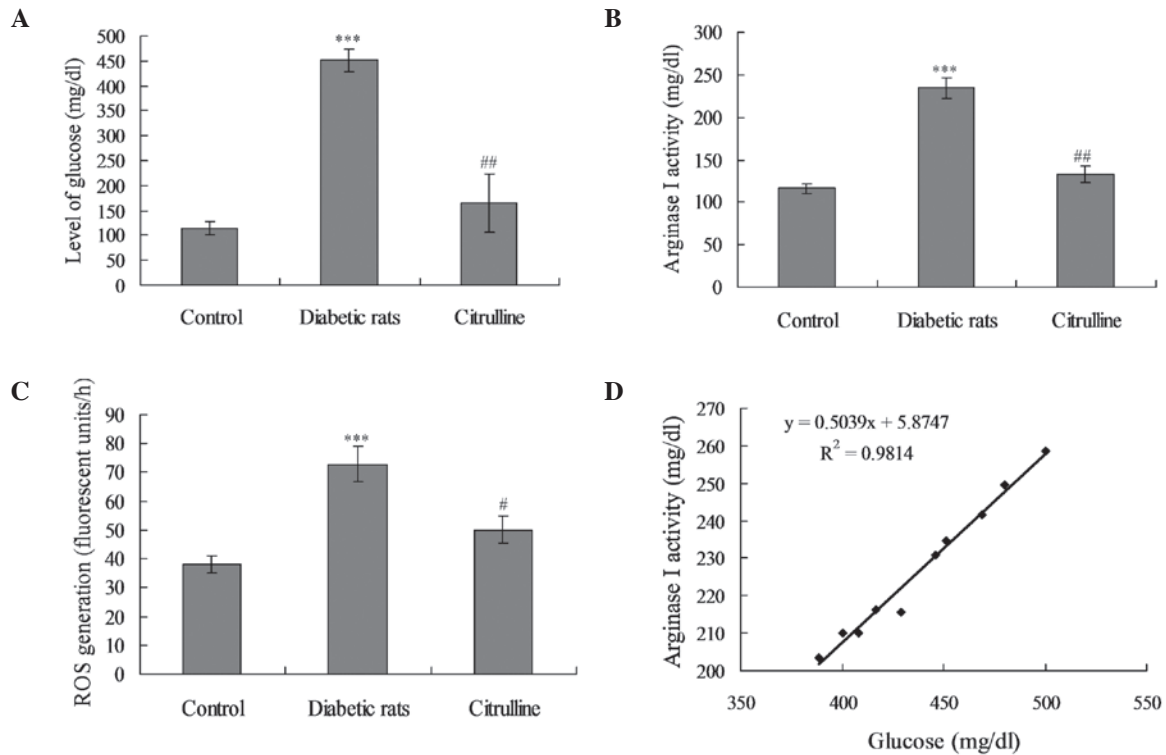 A
Level of glucose (mg/dl)
500
450
400
350
300
250
200
150
100
50
0
***
##
Control
Diabetic rats
Citrulline
B
Arginase I activity (mg/dl)
300
250
200
150
100
50
0
***
##
Control
Diabetic rats
Citrulline
C
ROS generation (fluorescent units/h)
90
80
70
60
50
40
30
20
10
0
***
#
Control
Diabetic rats
Citrulline
D
Arginase I activity (mg/dl)
270
260
250
240
230
220
210
200
y = 0.5039x + 5.8747
R² = 0.9814
350
400
450
500
550
Glucose (mg/dl)